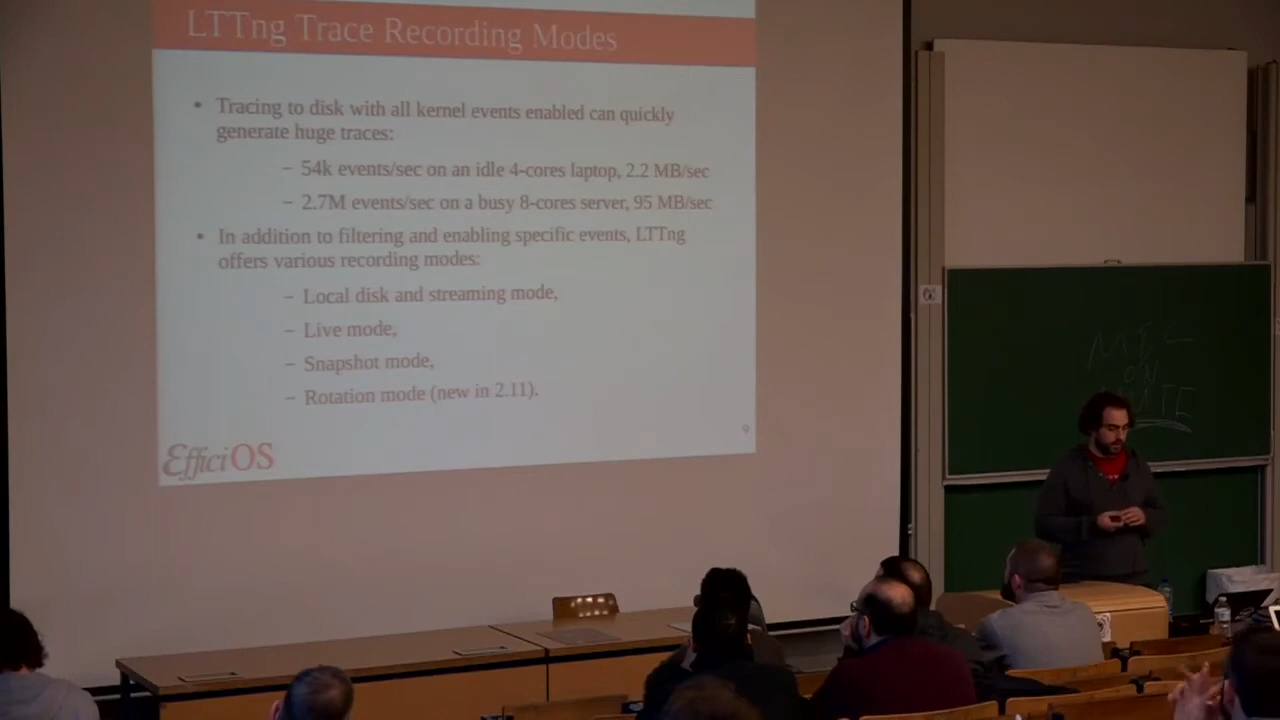 LTTng Trace Recording Modes
• Tracing to disk with all kernel events enabled can quickly
generate huge traces:
– 54k events/sec on an idle 4-cores laptop, 2.2 MB/sec
– 2.7M events/sec on a busy 8-cores server, 95 MB/sec
• In addition to filtering and enabling specific events, LTTng
offers various recording modes:
– Local disk and streaming mode,
– Live mode,
– Snapshot mode,
– Rotation mode (new in 2.11).
9
EfficiOS
MIC
ON